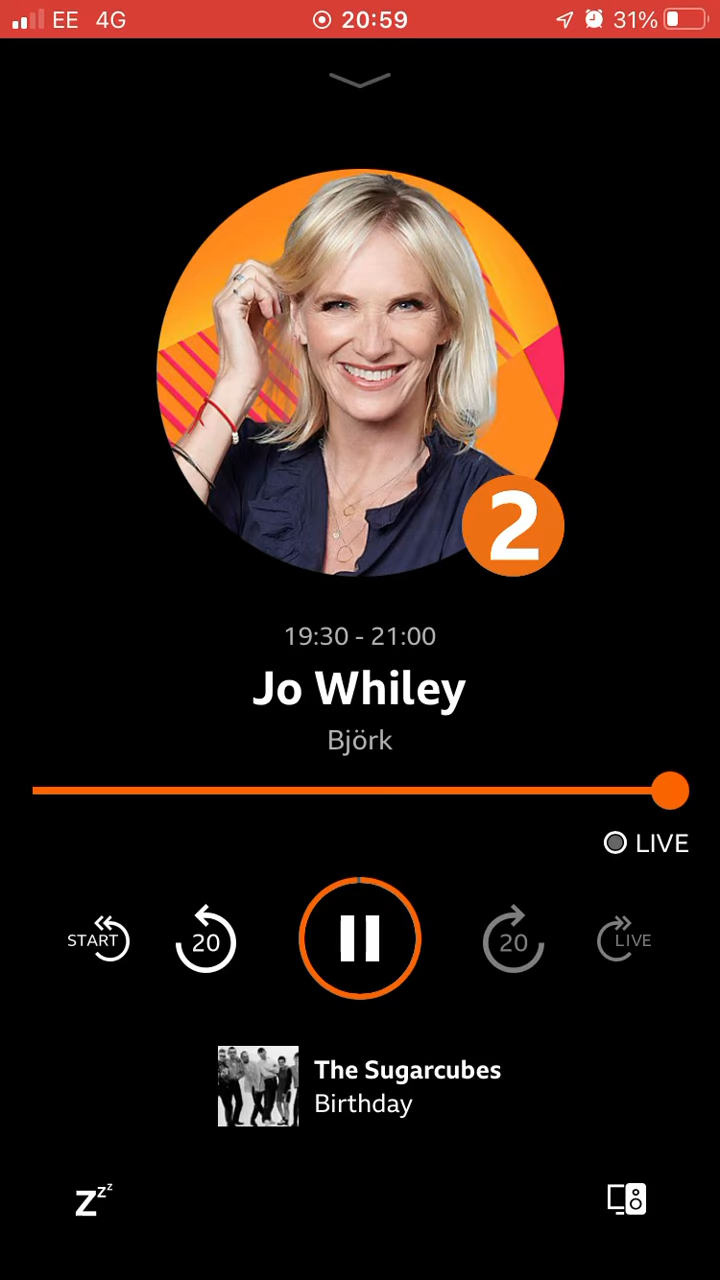 EE 4G 20:59 31%
2
19:30 - 21:00
Jo Whiley
Björk
LIVE
START 20 20 LIVE
The Sugarcubes
Birthday
Zzz